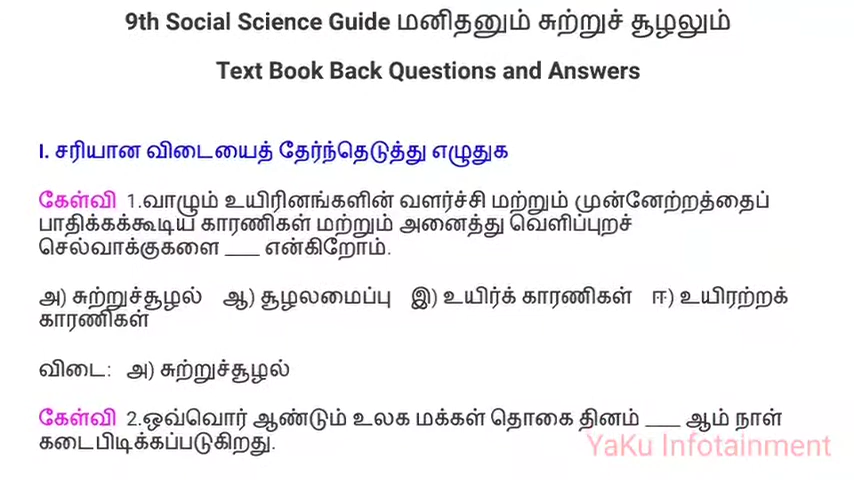 9th Social Science Guide மனிதனும் சுற்றுச் சூழலும்
Text Book Back Questions and Answers
I. சரியான விடையைத் தேர்ந்தெடுத்து எழுதுக
கேள்வி 1.வாழும் உயிரினங்களின் வளர்ச்சி மற்றும் முன்னேற்றத்தைப்
பாதிக்கக்கூடிய காரணிகள் மற்றும் அனைத்து வெளிப்புறச்
செல்வாக்குகளை ___ என்கிறோம்.
அ) சுற்றுச்சூழல் ஆ) சூழலமைப்பு இ) உயிர்க் காரணிகள் ஈ) உயிரற்றக்
காரணிகள்
விடை: அ) சுற்றுச்சூழல்
கேள்வி 2.ஒவ்வொர் ஆண்டும் உலக மக்கள் தொகை தினம் ___ ஆம் நாள்
கடைபிடிக்கப்படுகிறது.
YaKu Infotainment